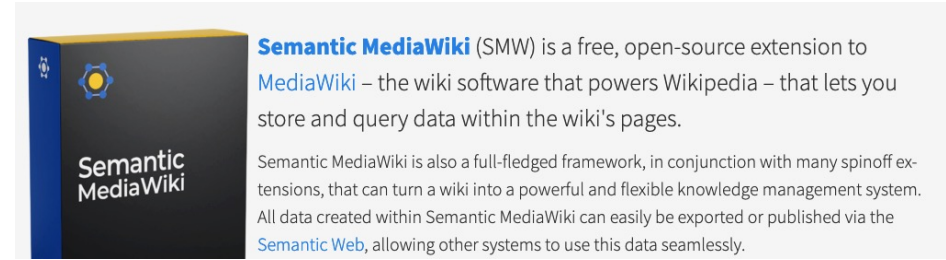 Semantic
MediaWiki
Semantic MediaWiki (SMW) is a free, open-source extension to
MediaWiki – the wiki software that powers Wikipedia – that lets you
store and query data within the wiki's pages.
Semantic MediaWiki is also a full-fledged framework, in conjunction with many spinoff ex-
tensions, that can turn a wiki into a powerful and flexible knowledge management system.
All data created within Semantic MediaWiki can easily be exported or published via the
Semantic Web, allowing other systems to use this data seamlessly.